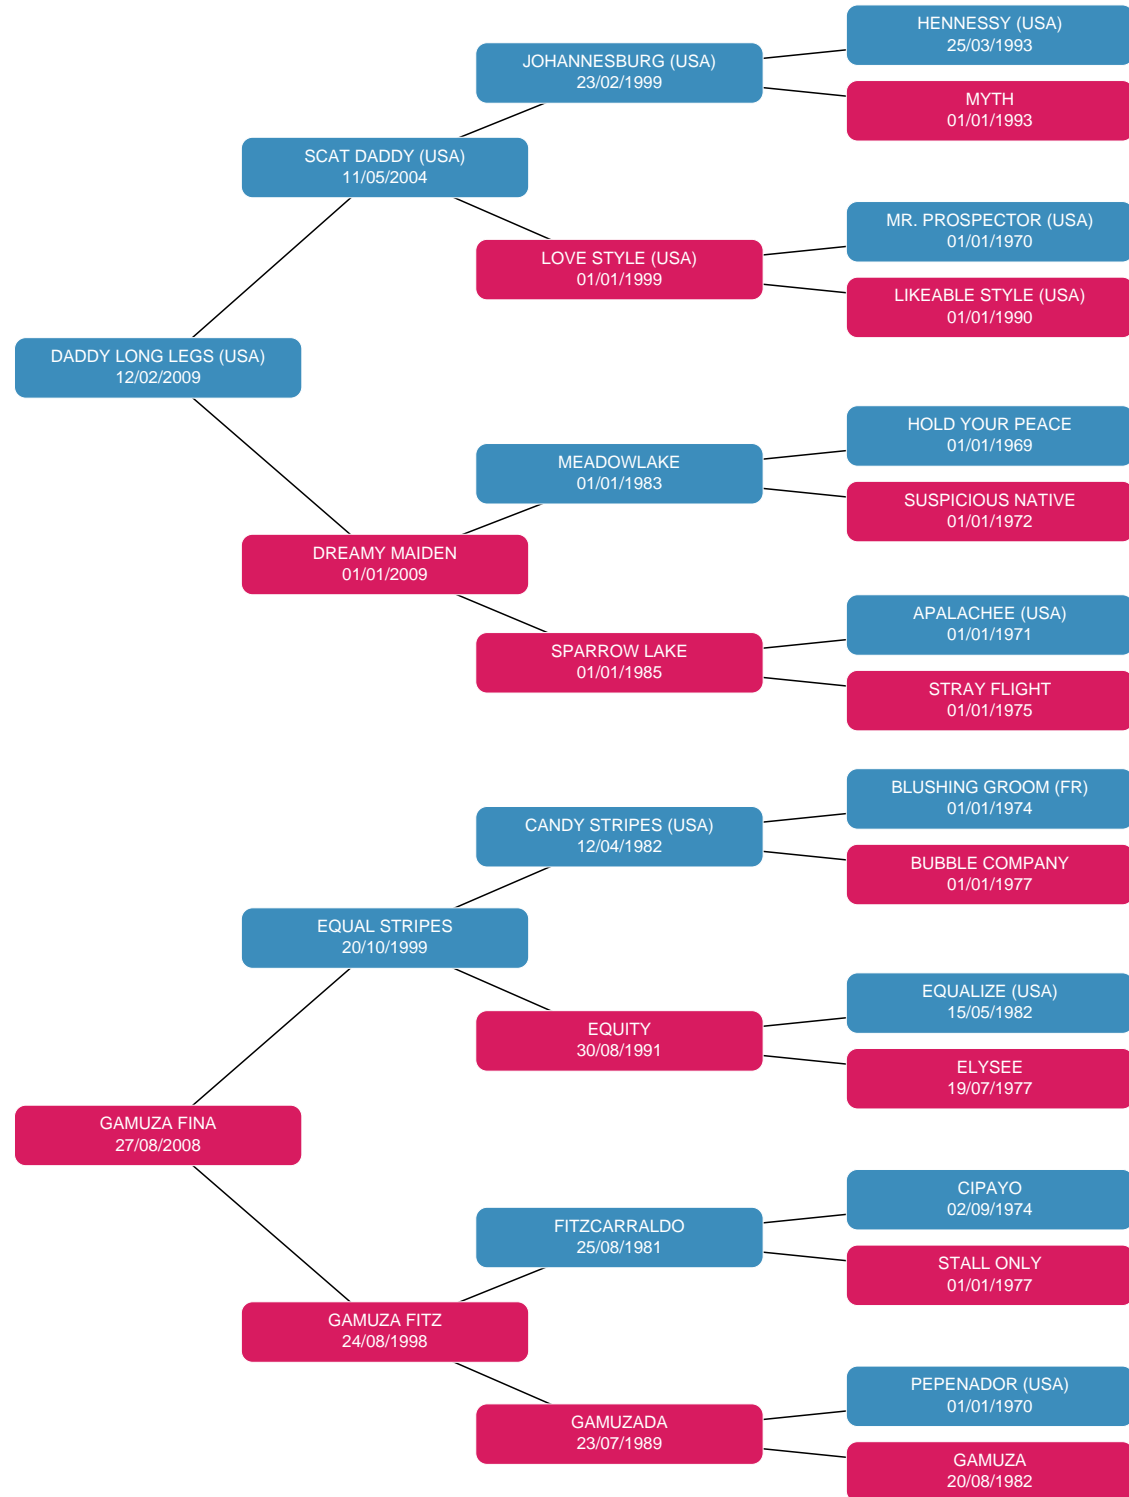 HENNESSY (USA)
25/03/1993
JOHANNESBURG (USA)
23/02/1999
MYTH
01/01/1993
SCAT DADDY (USA)
11/05/2004
MR. PROSPECTOR (USA)
01/01/1970
LOVE STYLE (USA)
01/01/1999
LIKEABLE STYLE (USA)
01/01/1990
DADDY LONG LEGS (USA)
12/02/2009
HOLD YOUR PEACE
01/01/1969
MEADOWLAKE
01/01/1983
SUSPICIOUS NATIVE
01/01/1972
DREAMY MAIDEN
01/01/2009
APALACHEE (USA)
01/01/1971
SPARROW LAKE
01/01/1985
STRAY FLIGHT
01/01/1975
BLUSHING GROOM (FR)
01/01/1974
CANDY STRIPES (USA)
12/04/1982
BUBBLE COMPANY
01/01/1977
EQUAL STRIPES
20/10/1999
EQUALIZE (USA)
15/05/1982
EQUITY
30/08/1991
ELYSEE
19/07/1977
GAMUZA FINA
27/08/2008
CIPAYO
02/09/1974
FITZCARRALDO
25/08/1981
STALL ONLY
01/01/1977
GAMUZA FITZ
24/08/1998
PEPENADOR (USA)
01/01/1970
GAMUZADA
23/07/1989
GAMUZA
20/08/1982